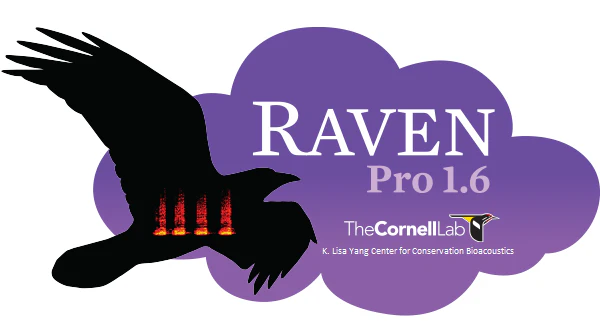 RAVEN
Pro 1.6
TheCornellLab
K. Lisa Yang Center for Conservation Bioacoustics